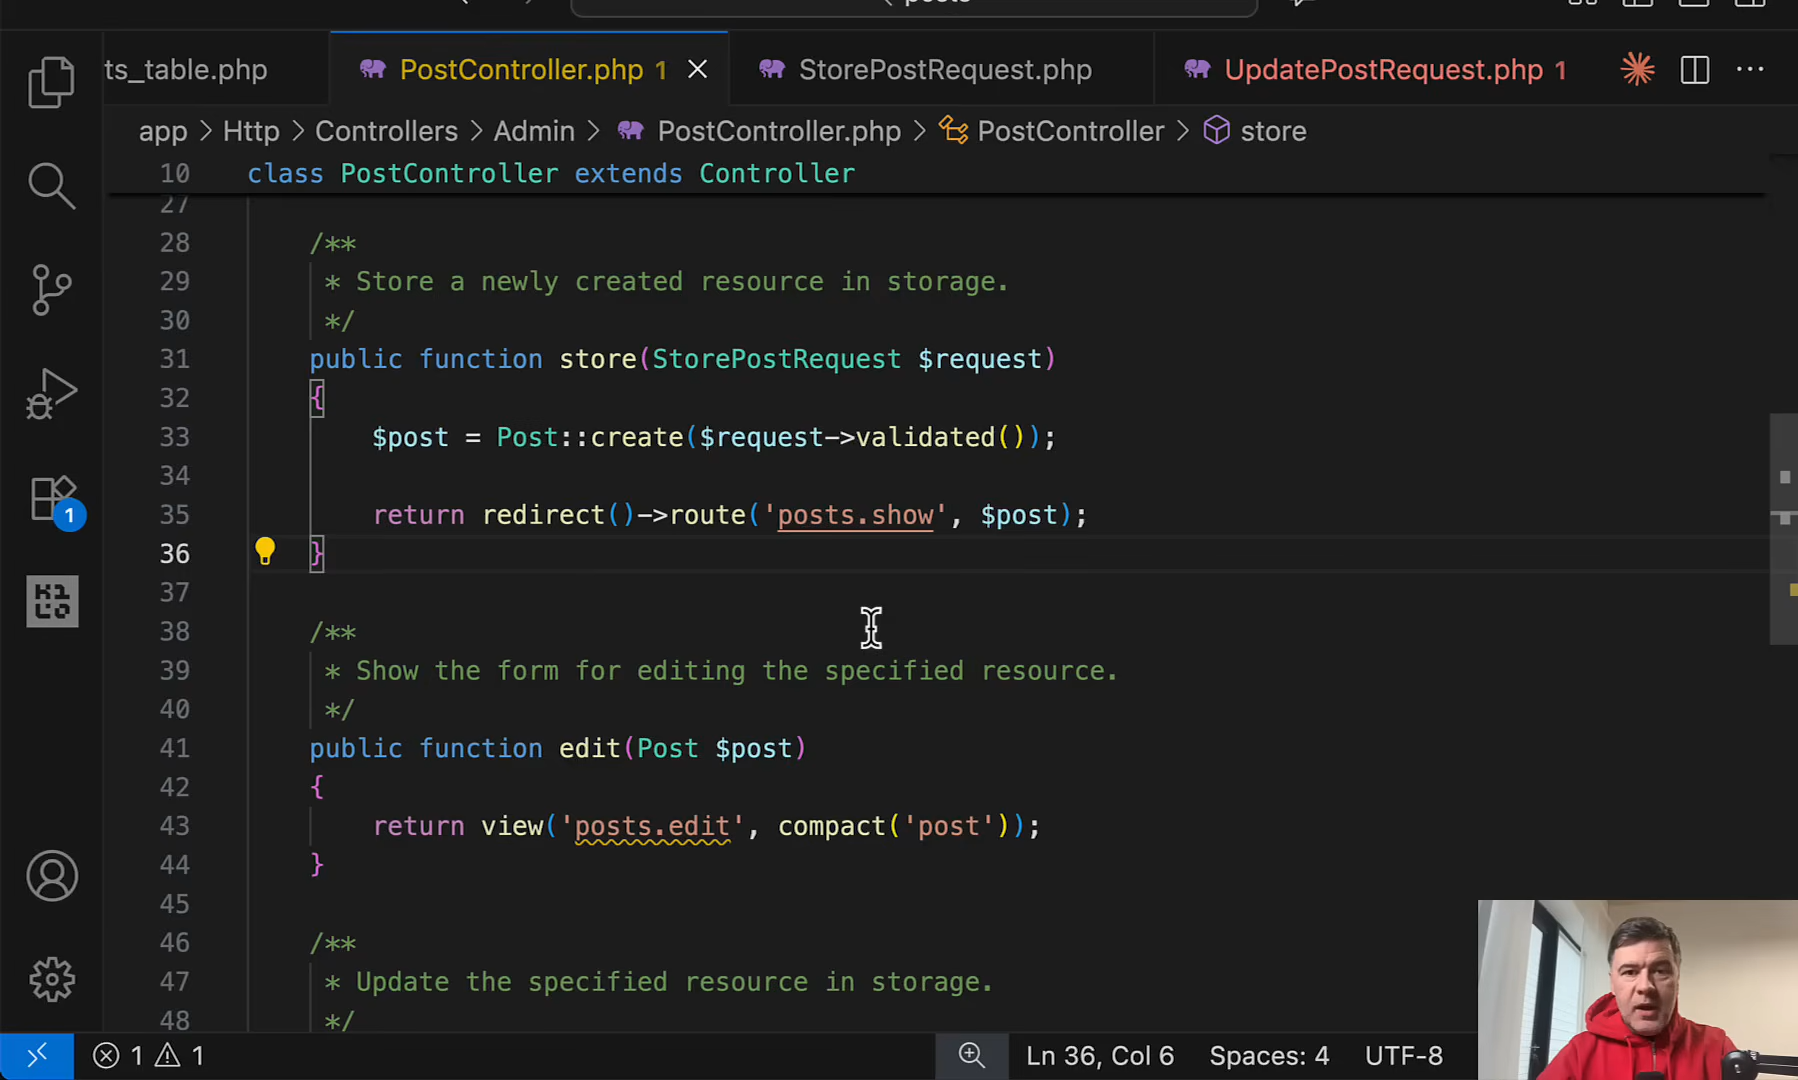 posts
ts_table.php
PostController.php 1
StorePostRequest.php
UpdatePostRequest.php 1
app > Http > Controllers > Admin > PostController.php > PostController > store
10 class PostController extends Controller
27
28 /**
29 * Store a newly created resource in storage.
30 */
31 public function store(StorePostRequest $request)
32 {
33 $post = Post::create($request->validated());
34
35 return redirect()->route('posts.show', $post);
36 }
37
38 /**
39 * Show the form for editing the specified resource.
40 */
41 public function edit(Post $post)
42 {
43 return view('posts.edit', compact('post'));
44 }
45
46 /**
47 * Update the specified resource in storage.
48 */
1
1 1
Ln 36, Col 6
Spaces: 4
UTF-8